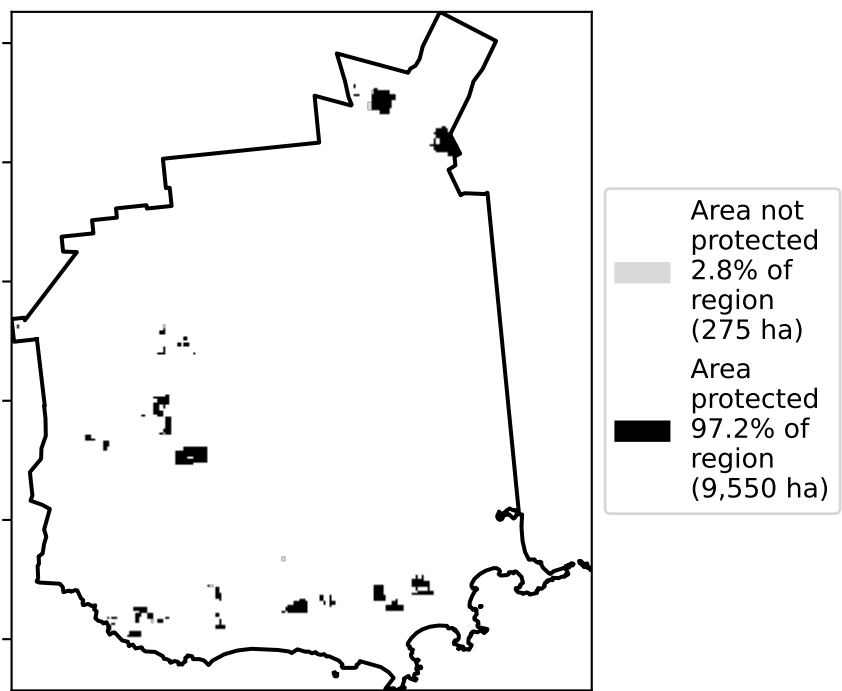 Area not
protected
2.8% of
region
(275 ha)
Area
protected
97.2% of
region
(9,550 ha)